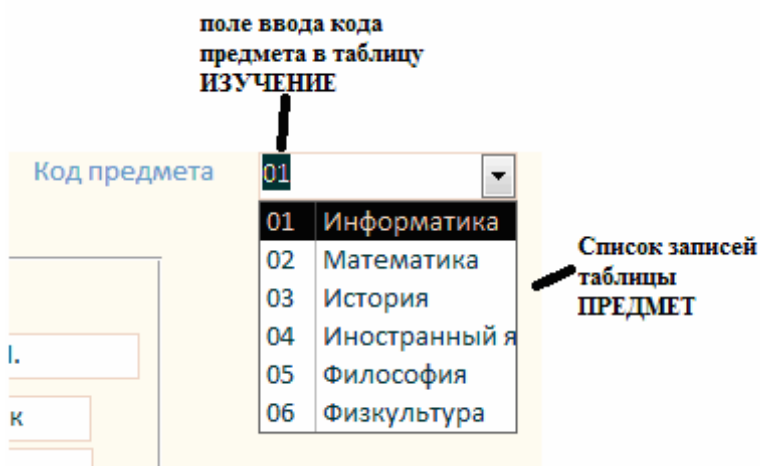 поле ввода кода
предмета в таблицу
ИЗУЧЕНИЕ
Код предмета 01
01 Информатика
02 Математика
Список записей
таблицы
ПРЕДМЕТ
03 История
04 Иностранный я
05 Философия
06 Физкультура
к